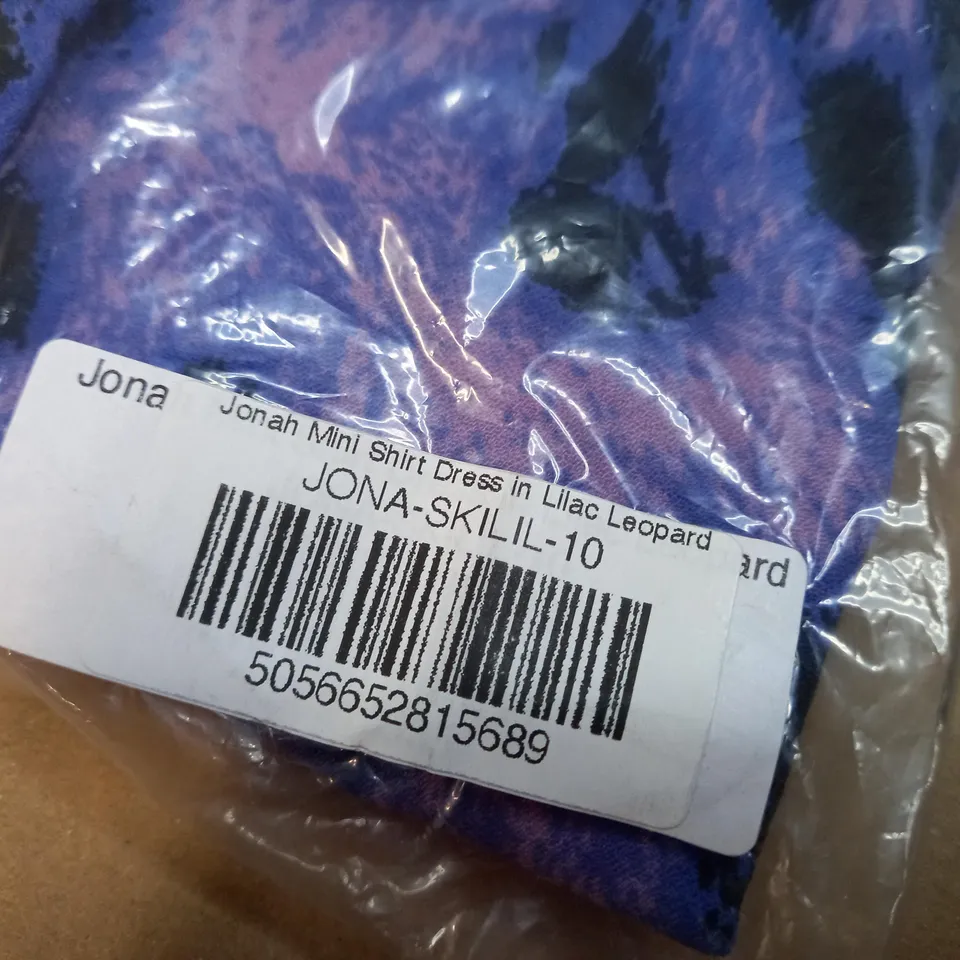 Jona
Jonah Mini Shirt Dress in Lilac Leopard
JONA-SKILIL-10
ard
5056652815689